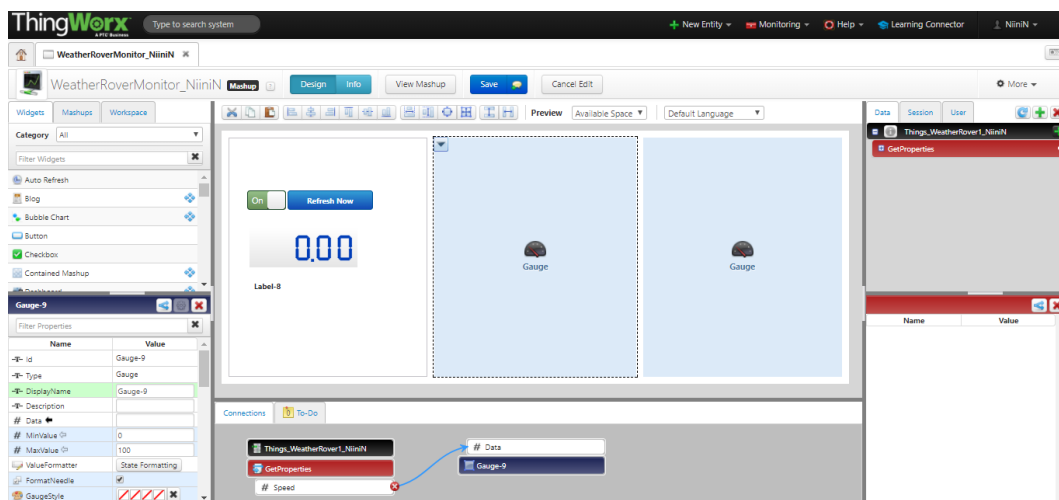 ThingWorx
A PTC Business
Type to search system
New Entity
Monitoring
Help
Learning Connector
NiiniN
WeatherRoverMonitor_NiiniN
WeatherRoverMonitor_NiiniN Mashup
Design Info
View Mashup
Save
Cancel Edit
More
Widgets Mashups Workspace
Preview Available Space
Default Language
Data Session User
Category All
Filter Widgets
Auto Refresh
Blog
Bubble Chart
Button
Checkbox
Contained Mashup
Dashboard
On
Refresh Now
0.00
Label-8
Gauge
Gauge
Things_WeatherRover1_NiiniN
GetProperties
Gauge-9
Filter Properties
Name Value
Id Gauge-9
Type Gauge
DisplayName Gauge-9
Description
# Data
# MinValue 0
# MaxValue 100
ValueFormatter State Formatting
FormatNeedle
GaugeStyle
Connections To-Do
Things_WeatherRover1_NiiniN
GetProperties
# Speed
# Data
Gauge-9
Name Value